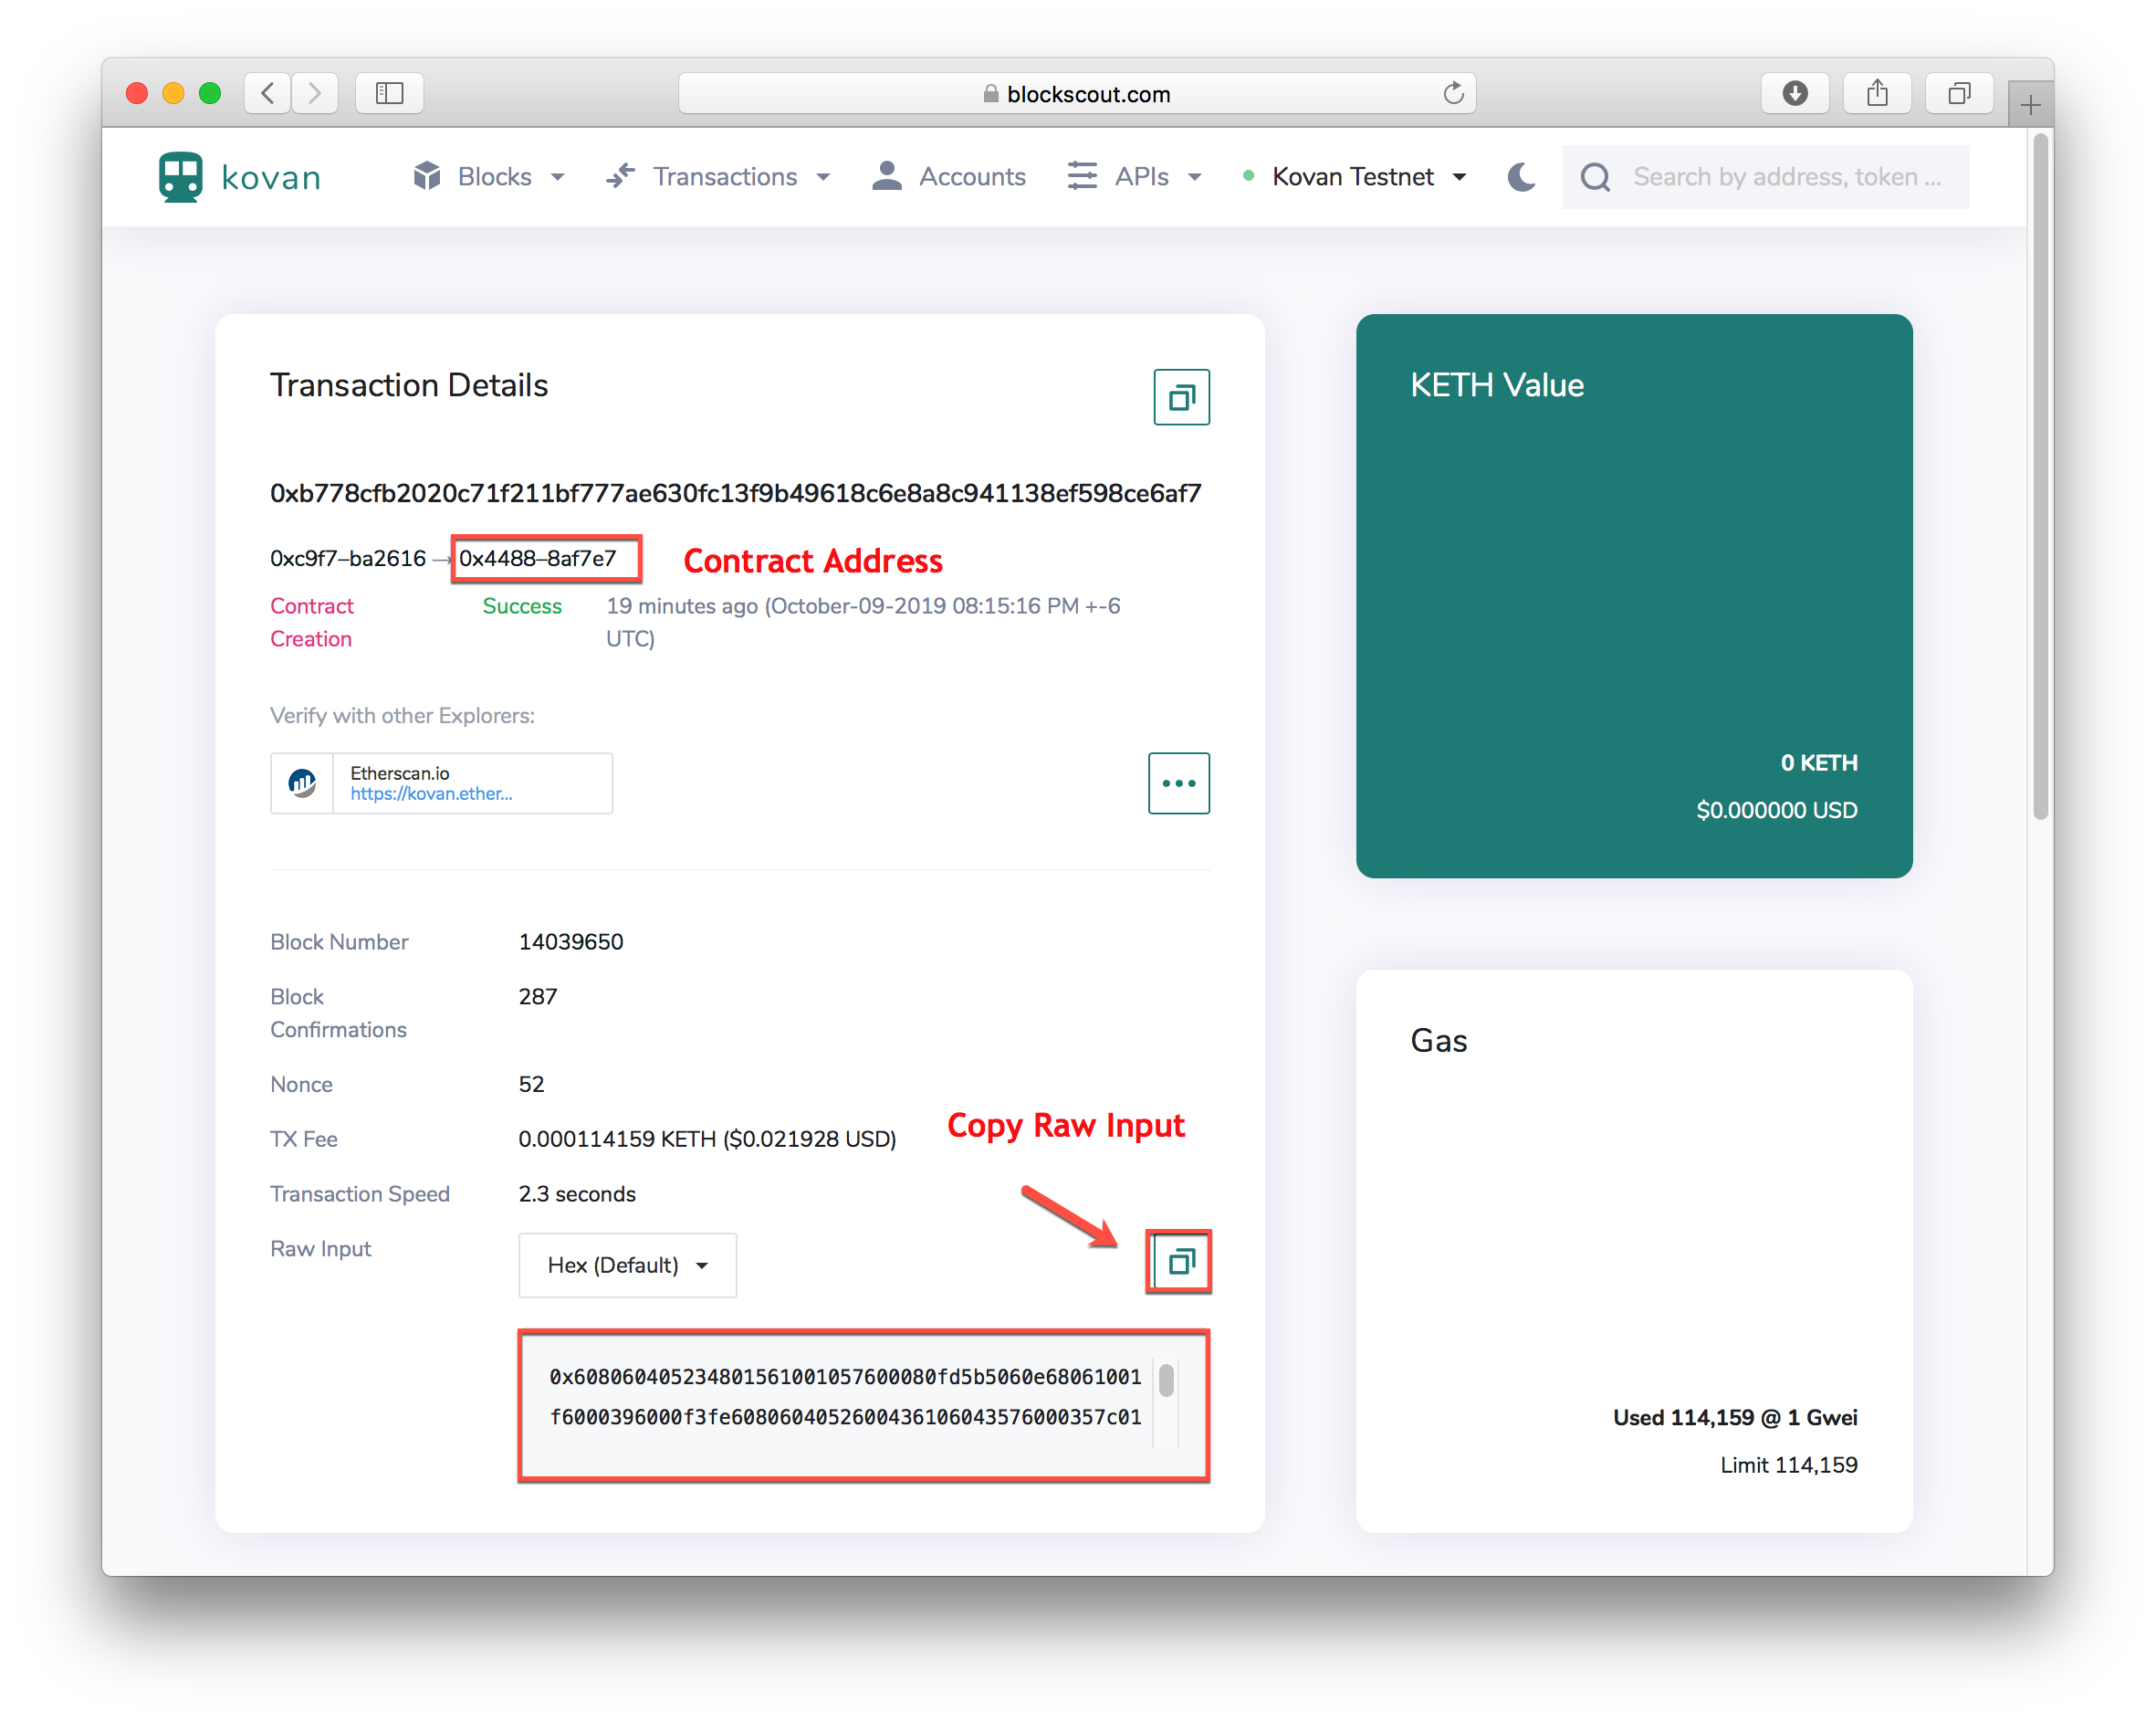 blockscout.com
kovan
Blocks
Transactions
Accounts
APIs
Kovan Testnet
Search by address, token ...
Transaction Details
0xb778cfb2020c71f211bf777ae630fc13f9b49618c6e8a8c941138ef598ce6af7
0xc9f7–ba2616 → 0x4488–8af7e7
Contract Address
Contract Creation
Success
19 minutes ago (October-09-2019 08:15:16 PM +-6
UTC)
Verify with other Explorers:
Etherscan.io
https://kovan.ether...
Block Number 14039650
Block Confirmations 287
Nonce 52
TX Fee 0.000114159 KETH ($0.021928 USD)
Transaction Speed 2.3 seconds
Copy Raw Input
Raw Input Hex (Default)
0x6080604052348015610010576000​80fd5b5060e68061001
f6000396000f3fe6080604052600436106043576000357c01
KETH Value
0 KETH
$0.000000 USD
Gas
Used 114,159 @ 1 Gwei
Limit 114,159